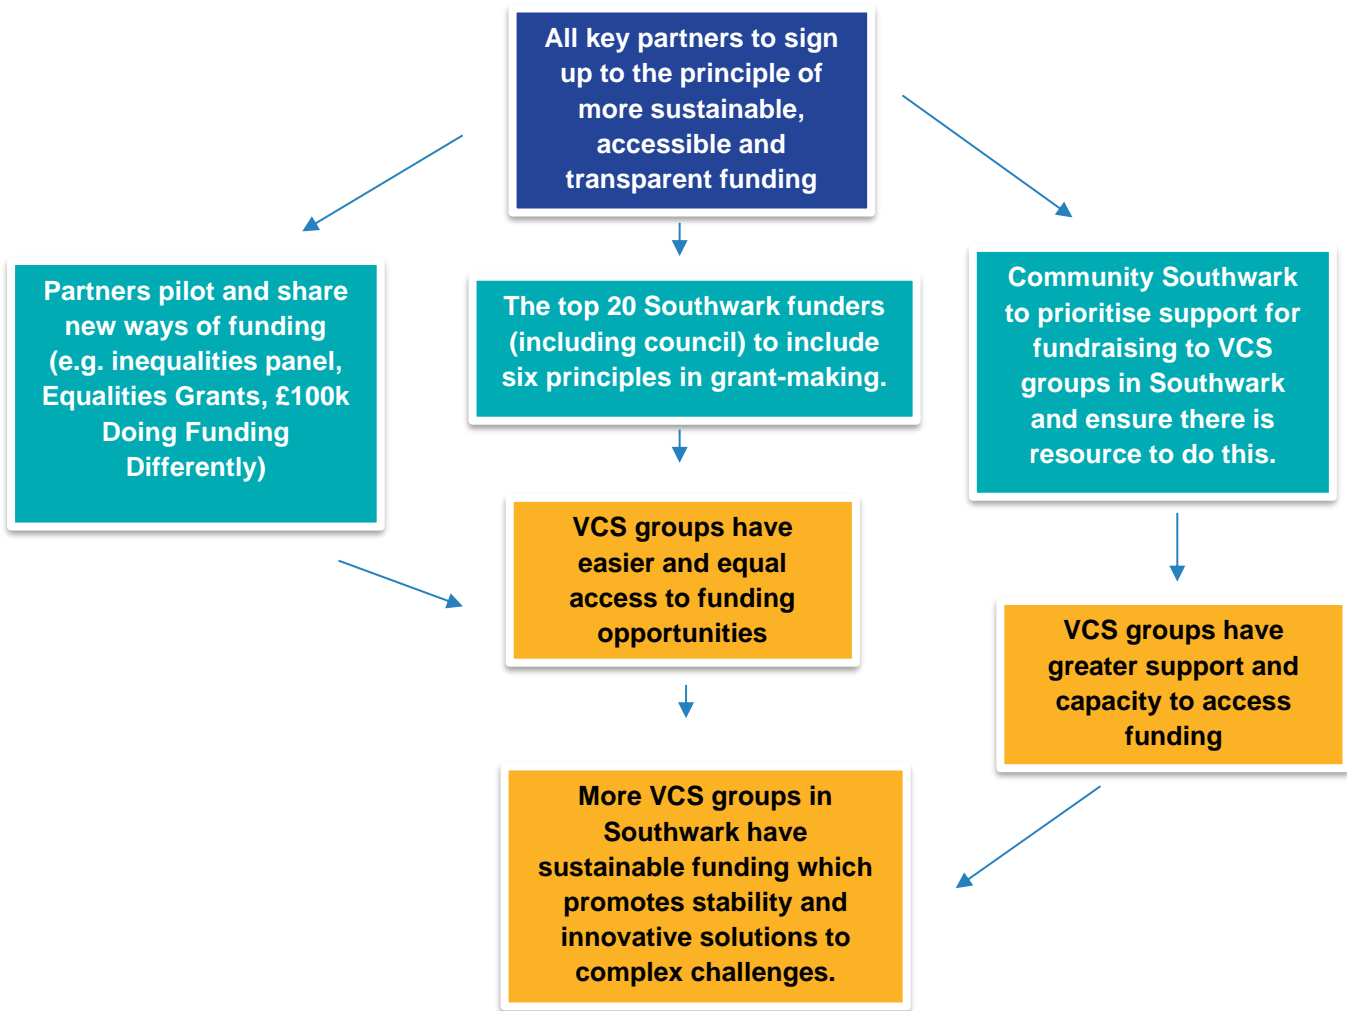 All key partners to sign
up to the principle of
more sustainable,
accessible and
transparent funding
Partners pilot and share
new ways of funding
(e.g. inequalities panel,
Equalities Grants, £100k
Doing Funding
Differently)
The top 20 Southwark funders
(including council) to include
six principles in grant-making.
Community Southwark
to prioritise support for
fundraising to VCS
groups in Southwark
and ensure there is
resource to do this.
VCS groups have
easier and equal
access to funding
opportunities
VCS groups have
greater support and
capacity to access
funding
More VCS groups in
Southwark have
sustainable funding which
promotes stability and
innovative solutions to
complex challenges.